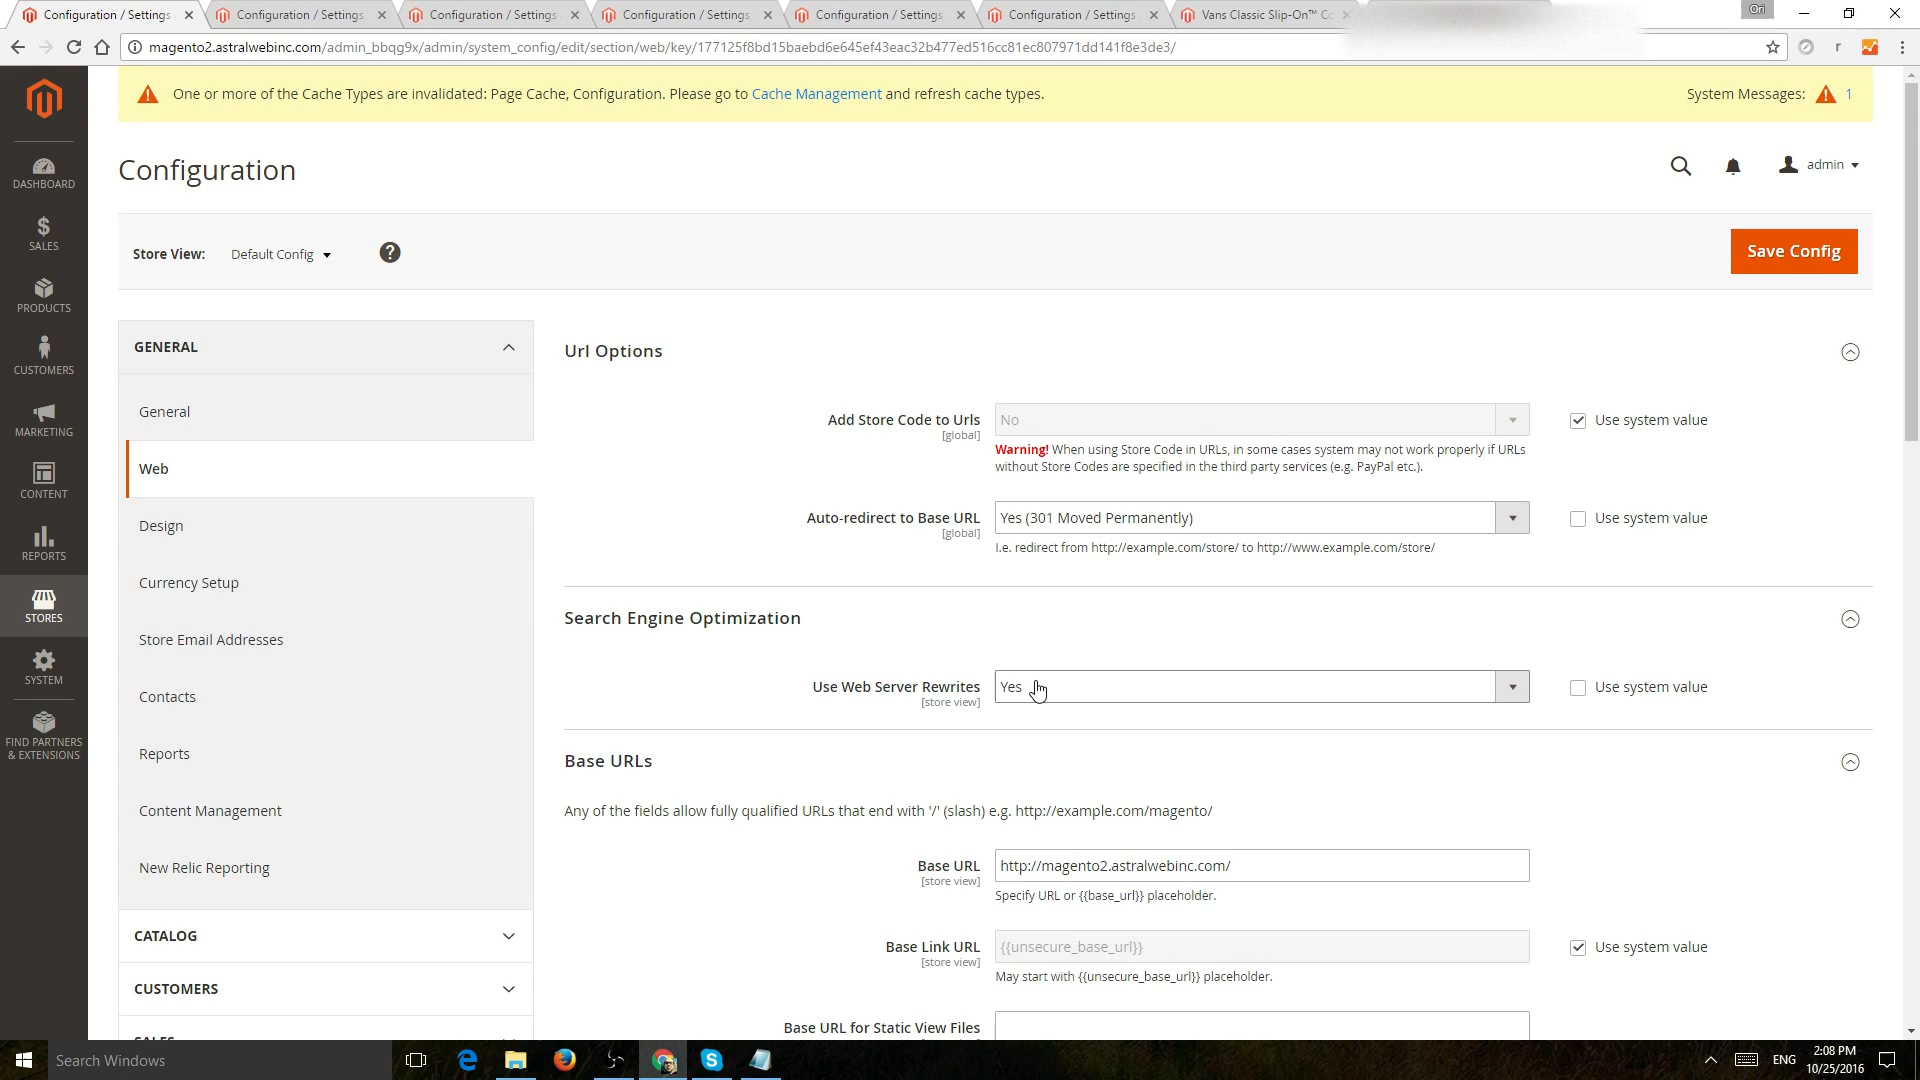 Configuration / Settings
Configuration / Settings
Configuration / Settings
Configuration / Settings
Configuration / Settings
Configuration / Settings
Vans Classic Slip-On™ Co
Ori
magento2.astralwebinc.com/admin_bbqg9x/admin/system_config/edit/section/web/key/177125f8bd15baebd6e645ef43eac32b477ed516cc81ec807971dd141f8e3de3/
r
One or more of the Cache Types are invalidated: Page Cache, Configuration. Please go to Cache Management and refresh cache types.
System Messages: 1
Configuration
admin
Store View: Default Config ?
Save Config
DASHBOARD
$
SALES
PRODUCTS
CUSTOMERS
MARKETING
CONTENT
REPORTS
STORES
SYSTEM
FIND PARTNERS
& EXTENSIONS
GENERAL
General
Web
Design
Currency Setup
Store Email Addresses
Contacts
Reports
Content Management
New Relic Reporting
CATALOG
CUSTOMERS
Url Options
Add Store Code to Urls
[global]
No
Use system value
Warning! When using Store Code in URLs, in some cases system may not work properly if URLs
without Store Codes are specified in the third party services (e.g. PayPal etc.).
Auto-redirect to Base URL
[global]
Yes (301 Moved Permanently)
Use system value
I.e. redirect from http://example.com/store/ to http://www.example.com/store/
Search Engine Optimization
Use Web Server Rewrites
[store view]
Yes
Use system value
Base URLs
Any of the fields allow fully qualified URLs that end with '/' (slash) e.g. http://example.com/magento/
Base URL
[store view]
http://magento2.astralwebinc.com/
Specify URL or {{base_url}} placeholder.
Base Link URL
[store view]
{{unsecure_base_url}}
Use system value
May start with {{unsecure_base_url}} placeholder.
Base URL for Static View Files
Search Windows
ENG
2:08 PM
10/25/2016